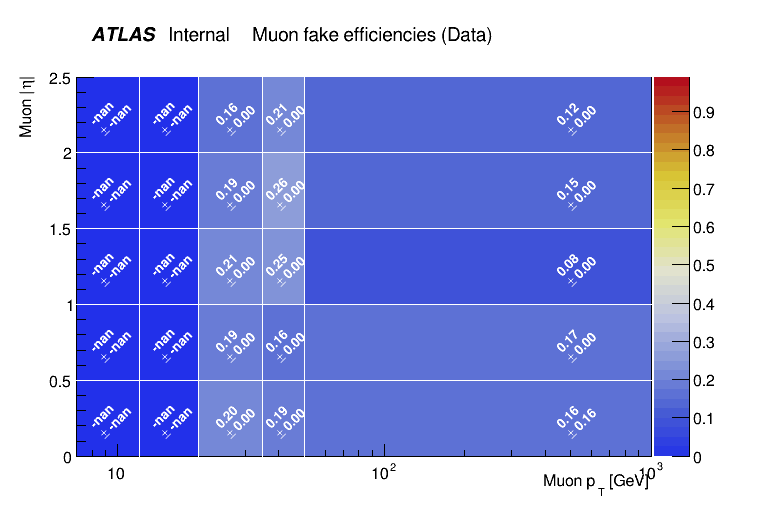 ATLAS Internal Muon fake efficiencies (Data)
Muon |η|
2.5
2
1.5
1
0.5
0
-nan ± -nan
-nan ± -nan
0.16 ± 0.00
0.21 ± 0.00
0.12 ± 0.00
-nan ± -nan
-nan ± -nan
0.19 ± 0.00
0.26 ± 0.00
0.15 ± 0.00
-nan ± -nan
-nan ± -nan
0.21 ± 0.00
0.25 ± 0.00
0.08 ± 0.00
-nan ± -nan
-nan ± -nan
0.19 ± 0.00
0.16 ± 0.00
0.17 ± 0.00
-nan ± -nan
-nan ± -nan
0.20 ± 0.00
0.19 ± 0.00
0.16 ± 0.16
0.9
0.8
0.7
0.6
0.5
0.4
0.3
0.2
0.1
0
10
10²
10³
Muon p_T [GeV]